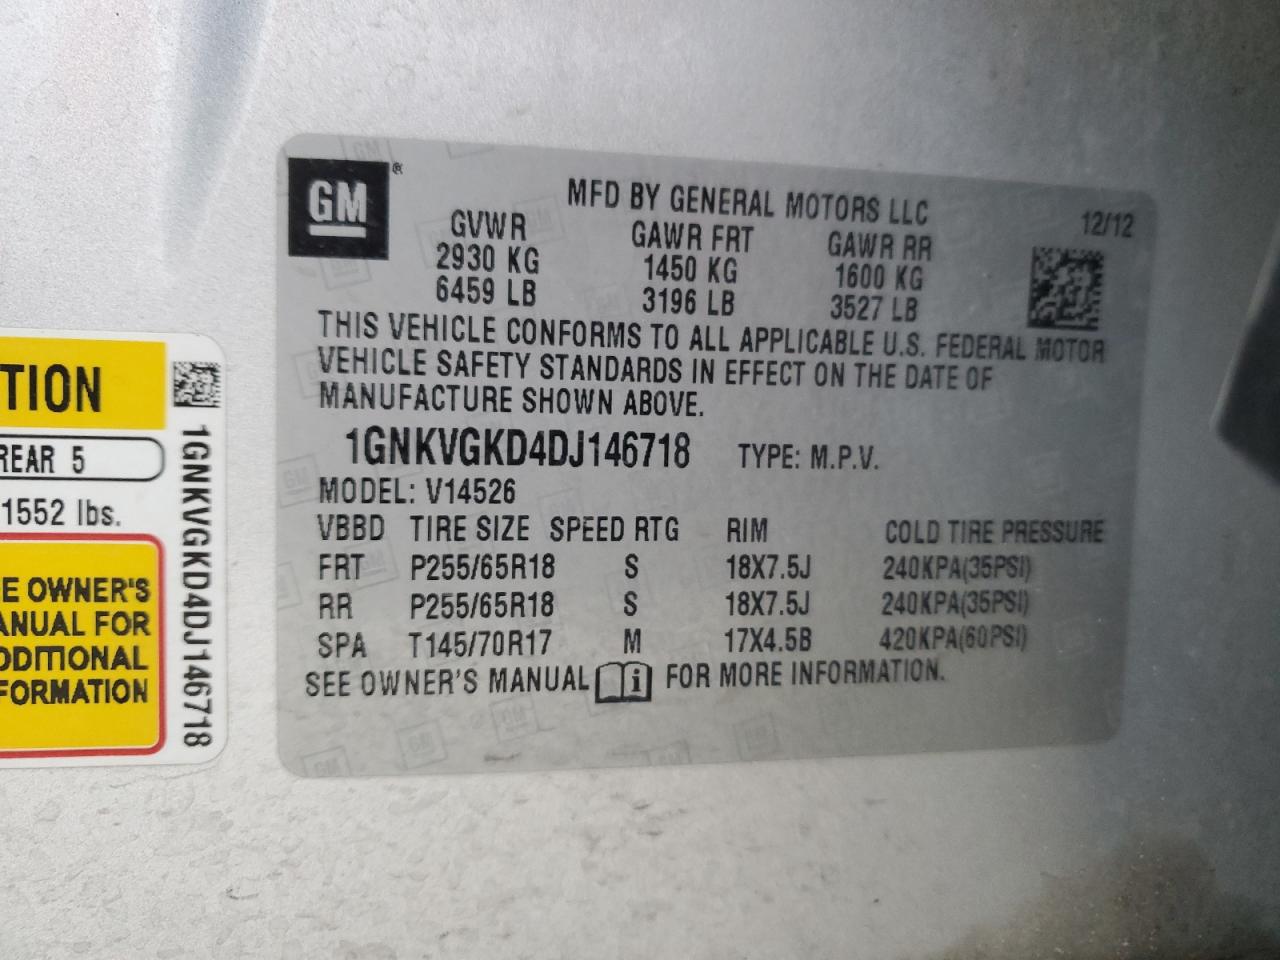 TION
REAR 5
1552 lbs.
E OWNER'S
ANUAL FOR
DDITIONAL
FORMATION
1GNKVGKD4DJ146718
GM®
MFD BY GENERAL MOTORS LLC
12/12
GVWR GAWR FRT GAWR RR
2930 KG 1450 KG 1600 KG
6459 LB 3196 LB 3527 LB
THIS VEHICLE CONFORMS TO ALL APPLICABLE U.S. FEDERAL MOTOR
VEHICLE SAFETY STANDARDS IN EFFECT ON THE DATE OF
MANUFACTURE SHOWN ABOVE.
1GNKVGKD4DJ146718 TYPE: M.P.V.
MODEL: V14526
VBBD TIRE SIZE SPEED RTG RIM COLD TIRE PRESSURE
FRT P255/65R18 S 18X7.5J 240KPA(35PSI)
RR P255/65R18 S 18X7.5J 240KPA(35PSI)
SPA T145/70R17 M 17X4.5B 420KPA(60PSI)
SEE OWNER'S MANUAL i FOR MORE INFORMATION.